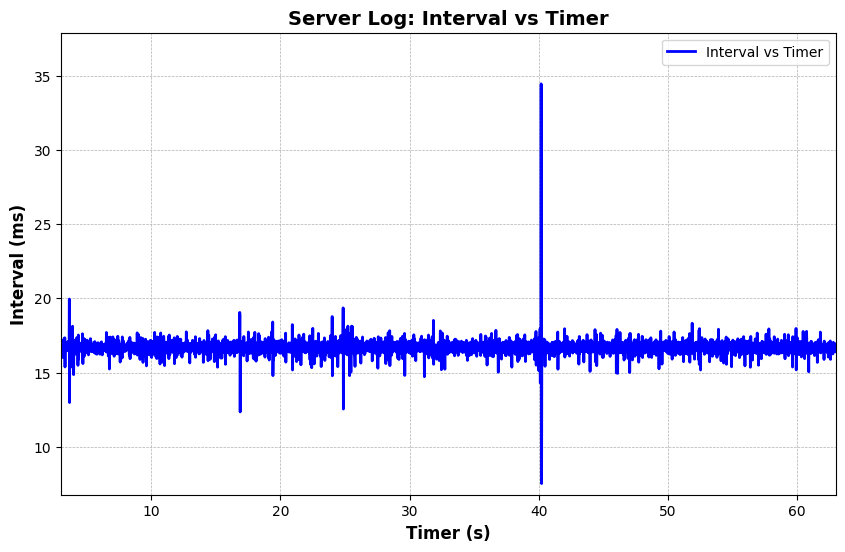 Server Log: Interval vs Timer
Interval vs Timer
35
30
25
20
15
10
Interval (ms)
10 20 30 40 50 60
Timer (s)